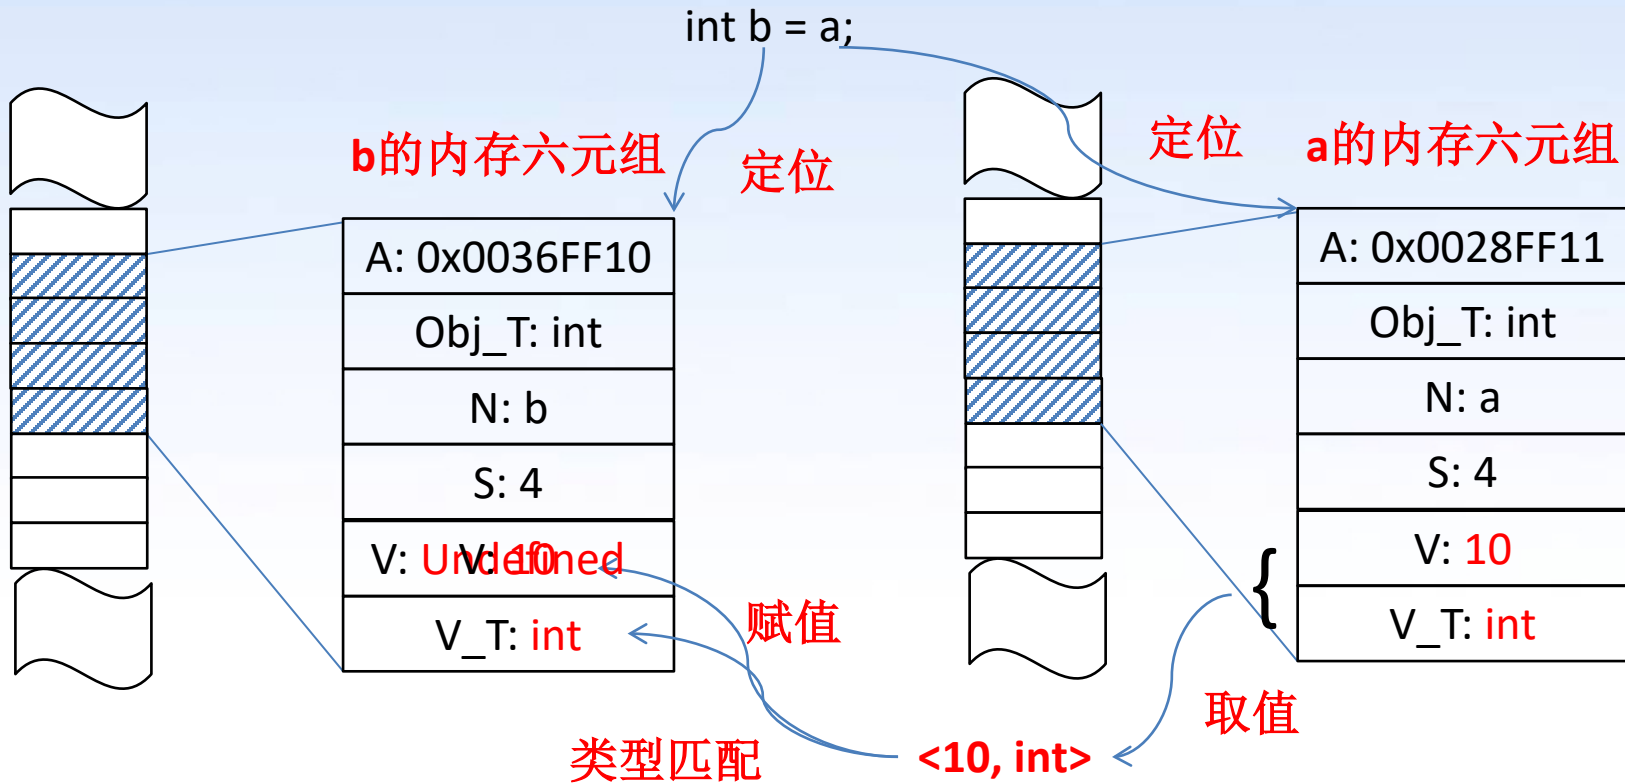 int b = a;
b的内存六元组
定位
A: 0x0036FF10
Obj_T: int
N: b
S: 4
V: Undefined
V: 10
V_T: int
定位
a的内存六元组
A: 0x0028FF11
Obj_T: int
N: a
S: 4
V: 10
V_T: int
{
赋值
取值
类型匹配
<10, int>